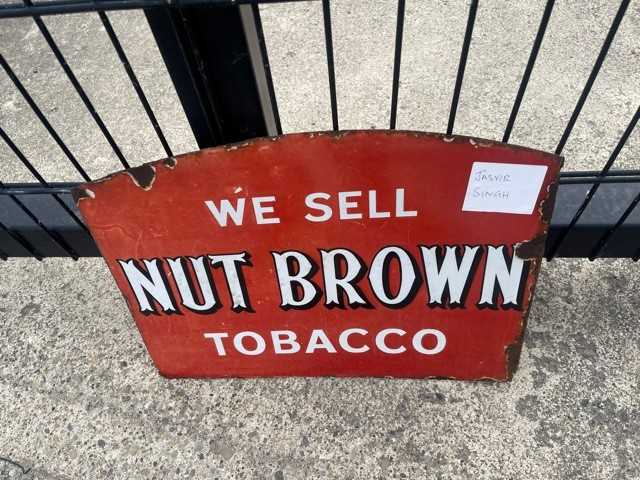 WE SELL
NUT BROWN
TOBACCO
JASVIR
SINGH